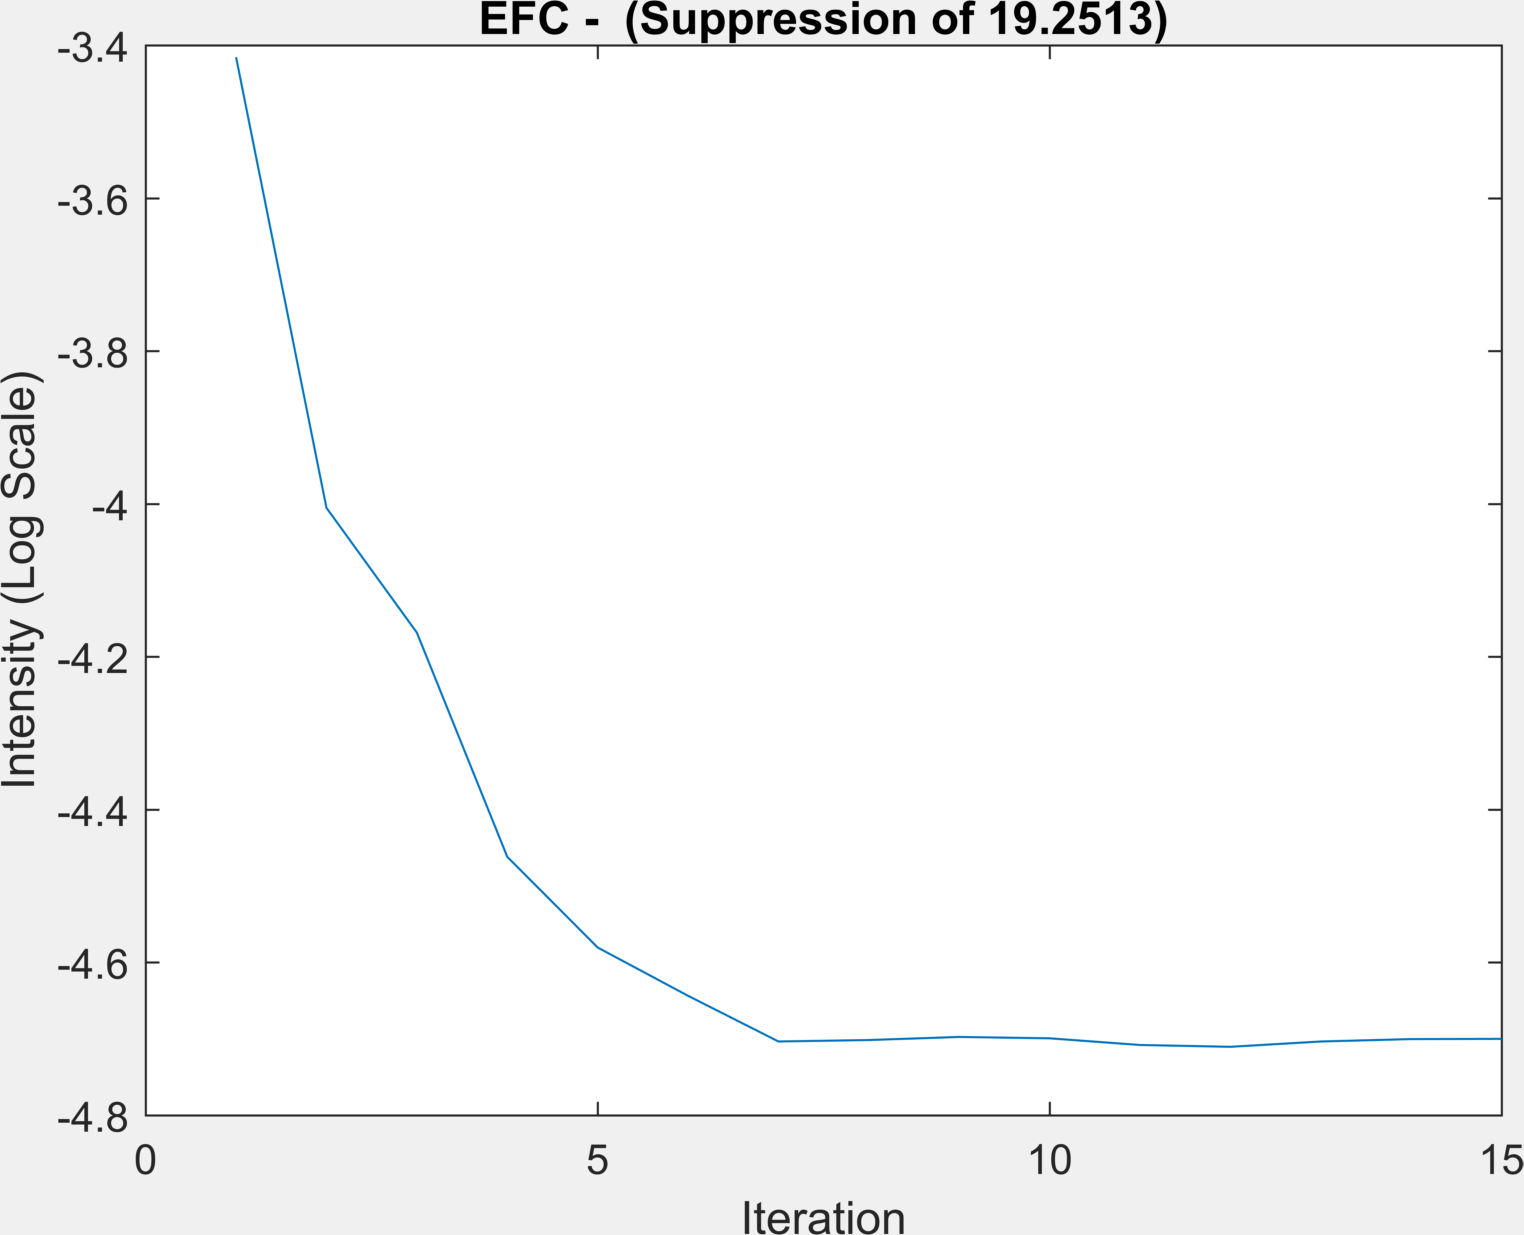 EFC -  (Suppression of 19.2513)
-3.4
-3.6
-3.8
-4
-4.2
-4.4
-4.6
-4.8
Intensity (Log Scale)
0 5 10 15
Iteration